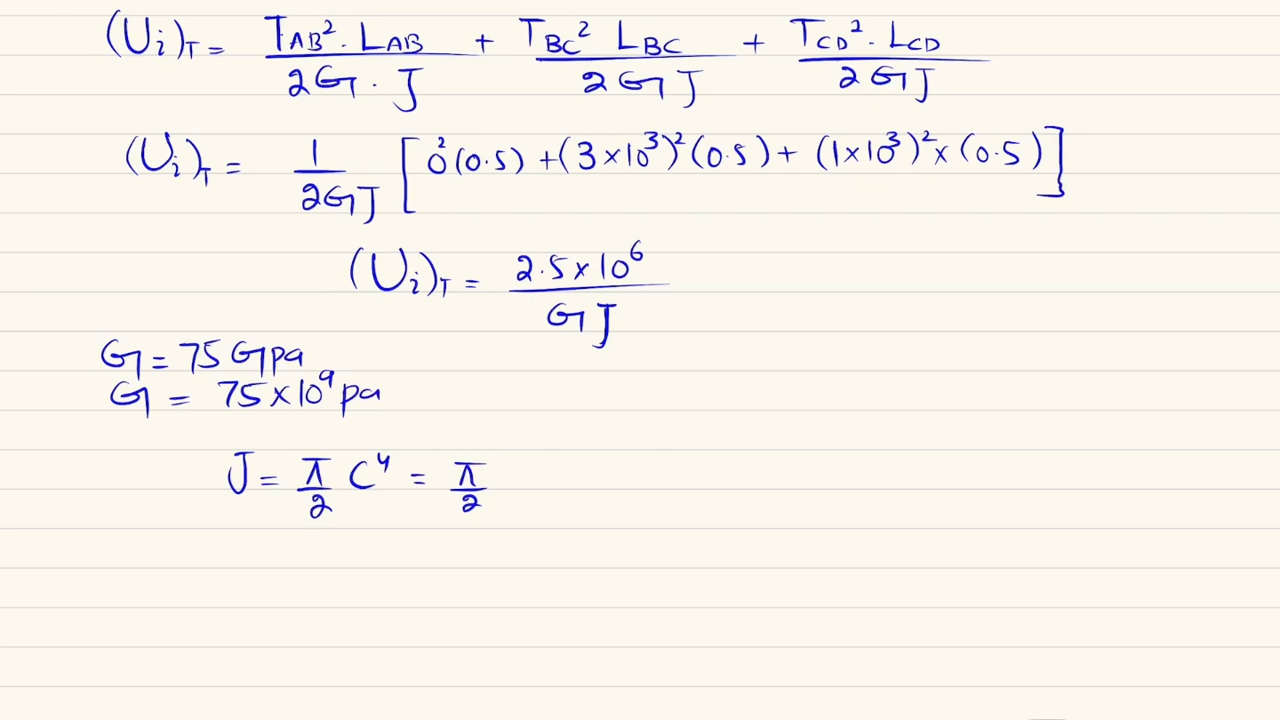 (Ui)T = TAB². LAB / 2G . J + TBC² LBC / 2GJ + TCD². LCD / 2GJ
(Ui)T = 1 / 2GJ [ 0²(0.5) + (3×10³)²(0.5) + (1×10³)²×(0.5) ]
(Ui)T = 2.5×10⁶ / GJ
G = 75 Gpa
G = 75×10⁹ pa
J = π/2 C⁴ = π/2